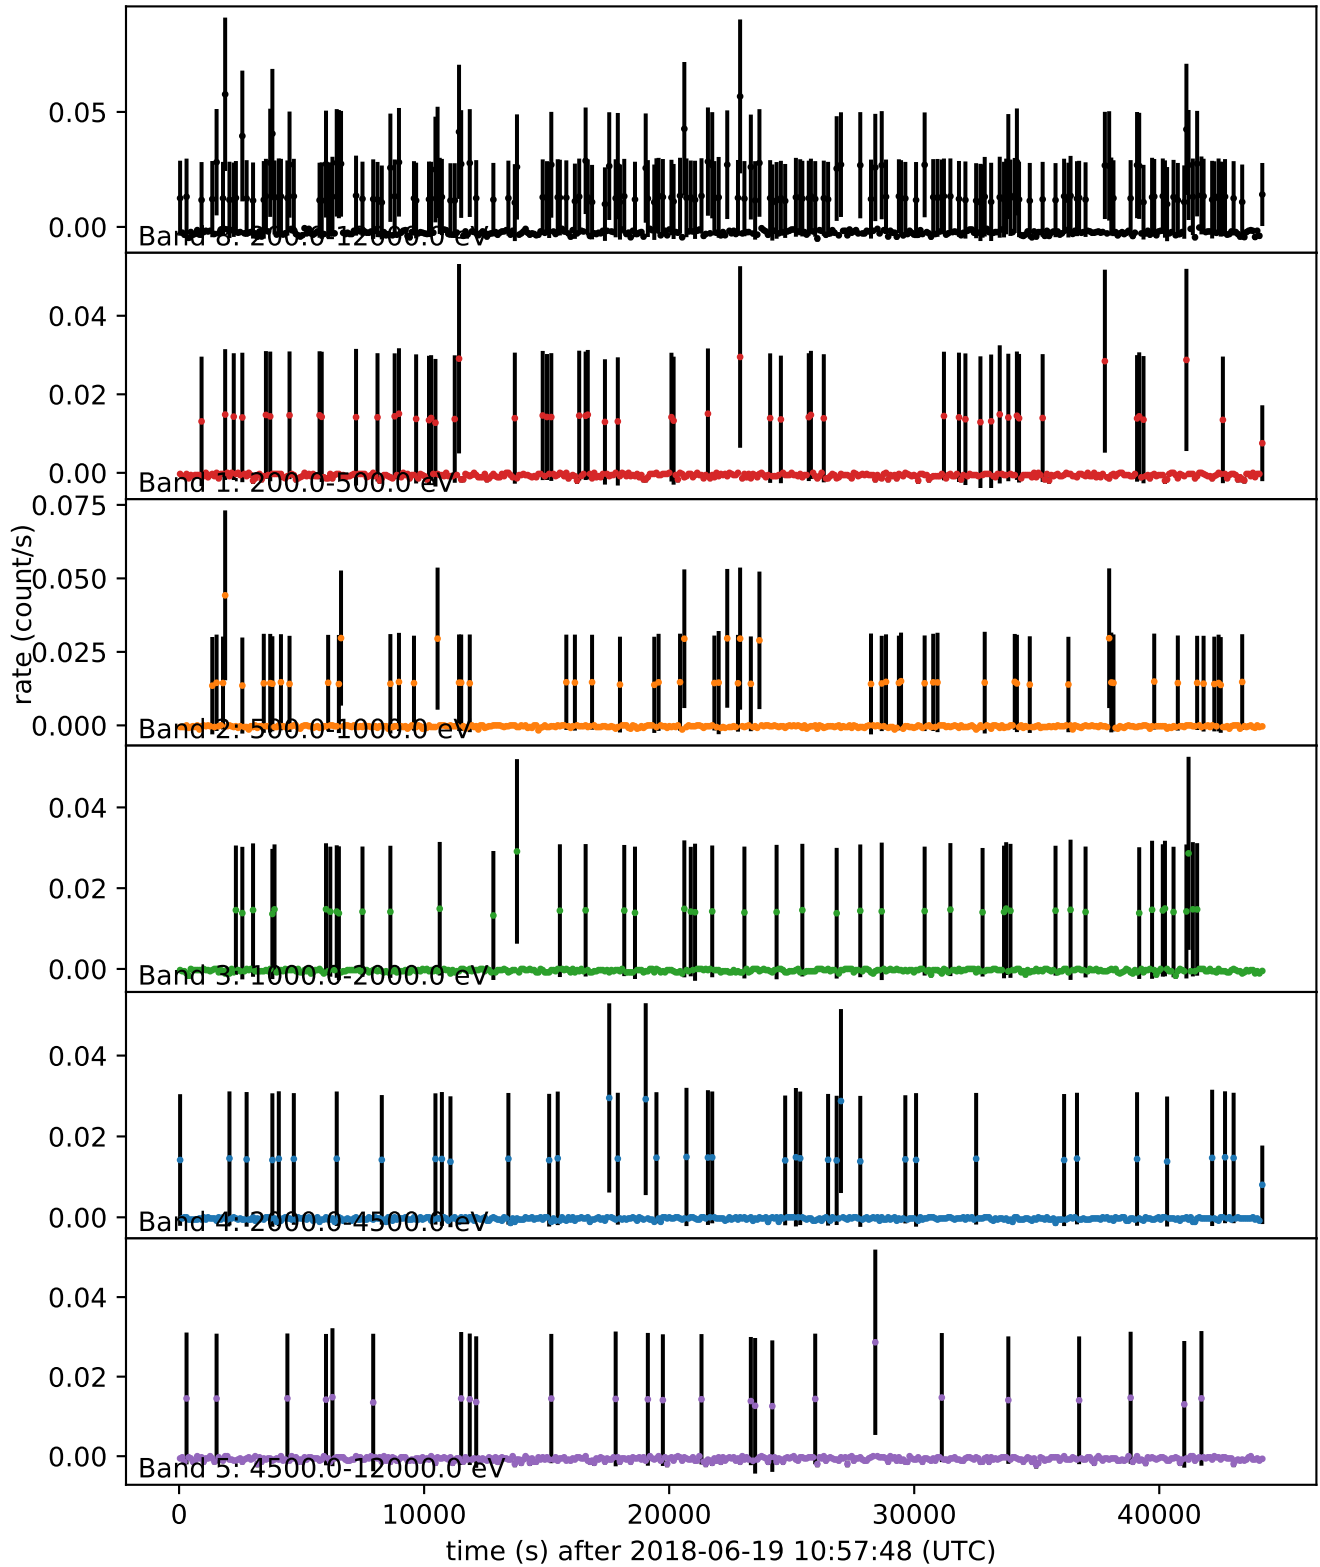 0.05
0.00
Band 8: 200.0-12000.0 eV
0.04
0.02
0.00
Band 1: 200.0-500.0 eV
rate (count/s)
0.075
0.050
0.025
0.000
Band 2: 500.0-1000.0 eV
0.04
0.02
0.00
Band 3: 1000.0-2000.0 eV
0.04
0.02
0.00
Band 4: 2000.0-4500.0 eV
0.04
0.02
0.00
Band 5: 4500.0-12000.0 eV
0 10000 20000 30000 40000
time (s) after 2018-06-19 10:57:48 (UTC)